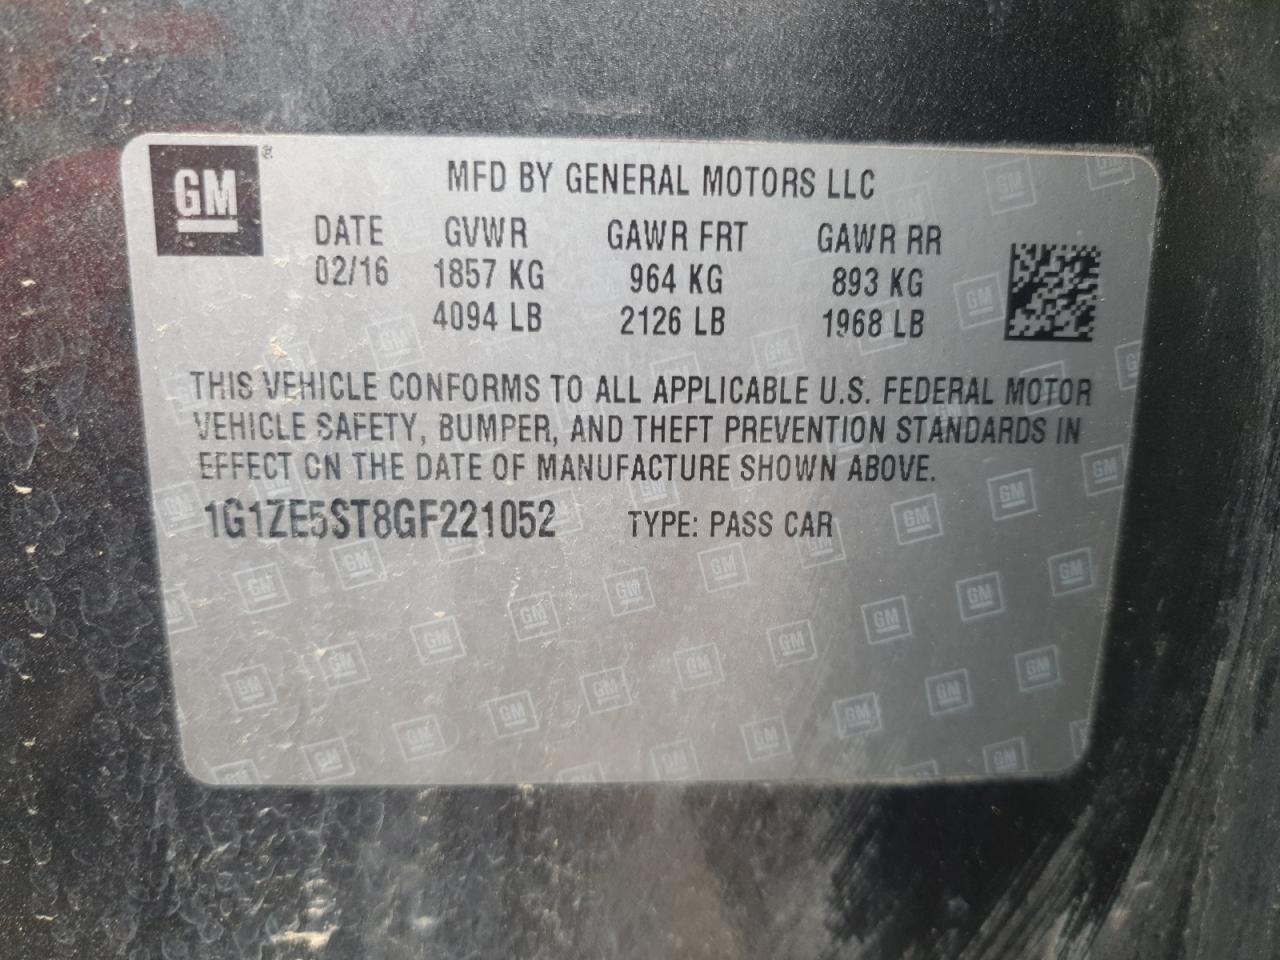 GM®
MFD BY GENERAL MOTORS LLC
DATE GVWR GAWR FRT GAWR RR
02/16 1857 KG 964 KG 893 KG
4094 LB 2126 LB 1968 LB
THIS VEHICLE CONFORMS TO ALL APPLICABLE U.S. FEDERAL MOTOR
VEHICLE SAFETY, BUMPER, AND THEFT PREVENTION STANDARDS IN
EFFECT ON THE DATE OF MANUFACTURE SHOWN ABOVE.
1G1ZE5ST8GF221052 TYPE: PASS CAR